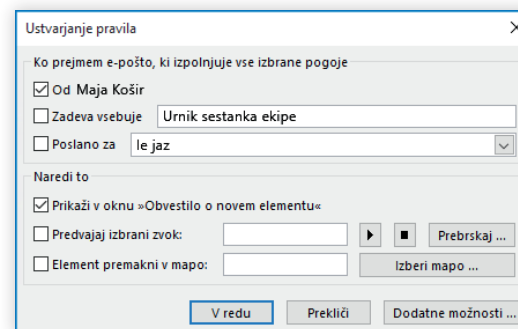 Ustvarjanje pravila
Ko prejmem e-pošto, ki izpolnjuje vse izbrane pogoje
Od Maja Košir
Zadeva vsebuje Urnik sestanka ekipe
Poslano za le jaz
Naredi to
Prikaži v oknu »Obvestilo o novem elementu«
Predvajaj izbrani zvok: Prebrskaj ...
Element premakni v mapo: Izberi mapo ...
V redu Prekliči Dodatne možnosti ...